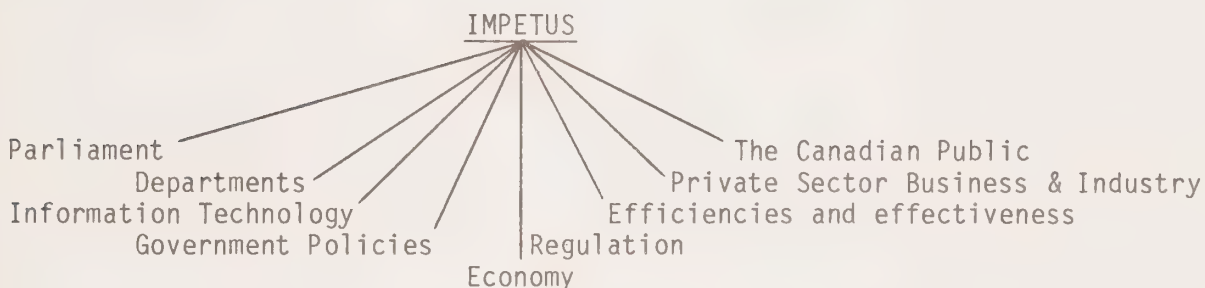 IMPETUS
Parliament
The Canadian Public
Departments
Private Sector Business & Industry
Information Technology
Efficiencies and effectiveness
Government Policies
Regulation
Economy